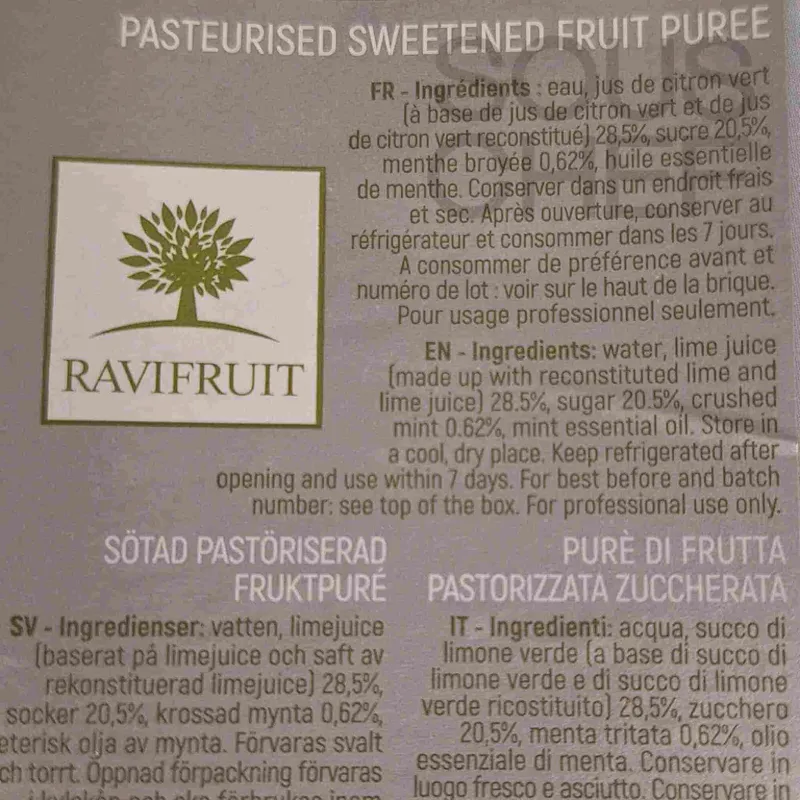 PASTEURISED SWEETENED FRUIT PUREE
FR - Ingrédients : eau, jus de citron vert
(à base de jus de citron vert et de jus
de citron vert reconstitué) 28,5%, sucre 20,5%,
menthe broyée 0,62%, huile essentielle
de menthe. Conserver dans un endroit frais
et sec. Après ouverture, conserver au
réfrigérateur et consommer dans les 7 jours.
A consommer de préférence avant et
numéro de lot : voir sur le haut de la brique.
Pour usage professionnel seulement.
RAVIFRUIT
EN - Ingredients: water, lime juice
(made up with reconstituted lime and
lime juice) 28.5%, sugar 20.5%, crushed
mint 0.62%, mint essential oil. Store in
a cool, dry place. Keep refrigerated after
opening and use within 7 days. For best before and batch
number: see top of the box. For professional use only.
SÖTAD PASTÖRISERAD
FRUKTPURÉ
SV - Ingredienser: vatten, limejuice
(baserat på limejuice och saft av
rekonstituerad limejuice) 28,5%,
socker 20,5%, krossad mynta 0,62%,
eterisk olja av mynta. Förvaras svalt
ch torrt. Öppnad förpackning förvaras
PURÈ DI FRUTTA
PASTORIZZATA ZUCCHERATA
IT - Ingredienti: acqua, succo di
limone verde (a base di succo di
limone verde e di succo di limone
verde ricostituito) 28,5%, zucchero
20,5%, menta tritata 0,62%, olio
essenziale di menta. Conservare in
luogo fresco e asciutto. Conservare in